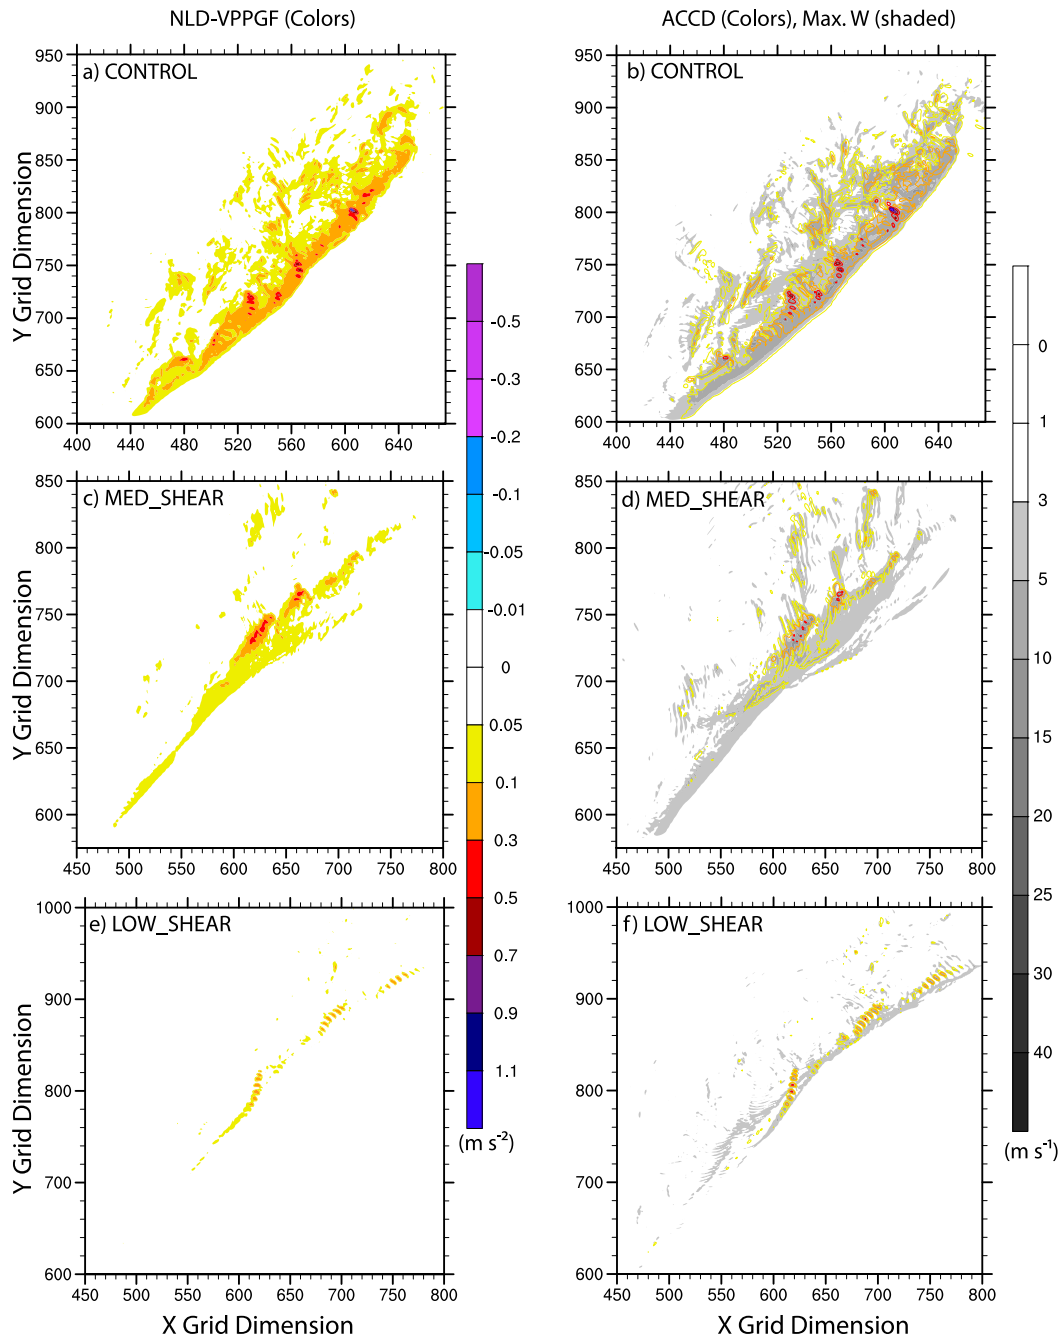 NLD-VPPGF (Colors)
ACCD (Colors), Max. W (shaded)
a) CONTROL
b) CONTROL
Y Grid Dimension
950
900
850
800
750
700
650
600
400 440 480 520 560 600 640
950
900
850
800
750
700
650
600
400 440 480 520 560 600 640
c) MED_SHEAR
d) MED_SHEAR
Y Grid Dimension
850
800
750
700
650
600
450 500 550 600 650 700 750 800
850
800
750
700
650
600
450 500 550 600 650 700 750 800
e) LOW_SHEAR
f) LOW_SHEAR
Y Grid Dimension
1000
900
800
700
600
450 500 550 600 650 700 750 800
X Grid Dimension
1000
900
800
700
600
450 500 550 600 650 700 750 800
X Grid Dimension
-0.5
-0.3
-0.2
-0.1
-0.05
-0.01
0
0.05
0.1
0.3
0.5
0.7
0.9
1.1
(m s⁻²)
0
1
3
5
10
15
20
25
30
40
(m s⁻¹)